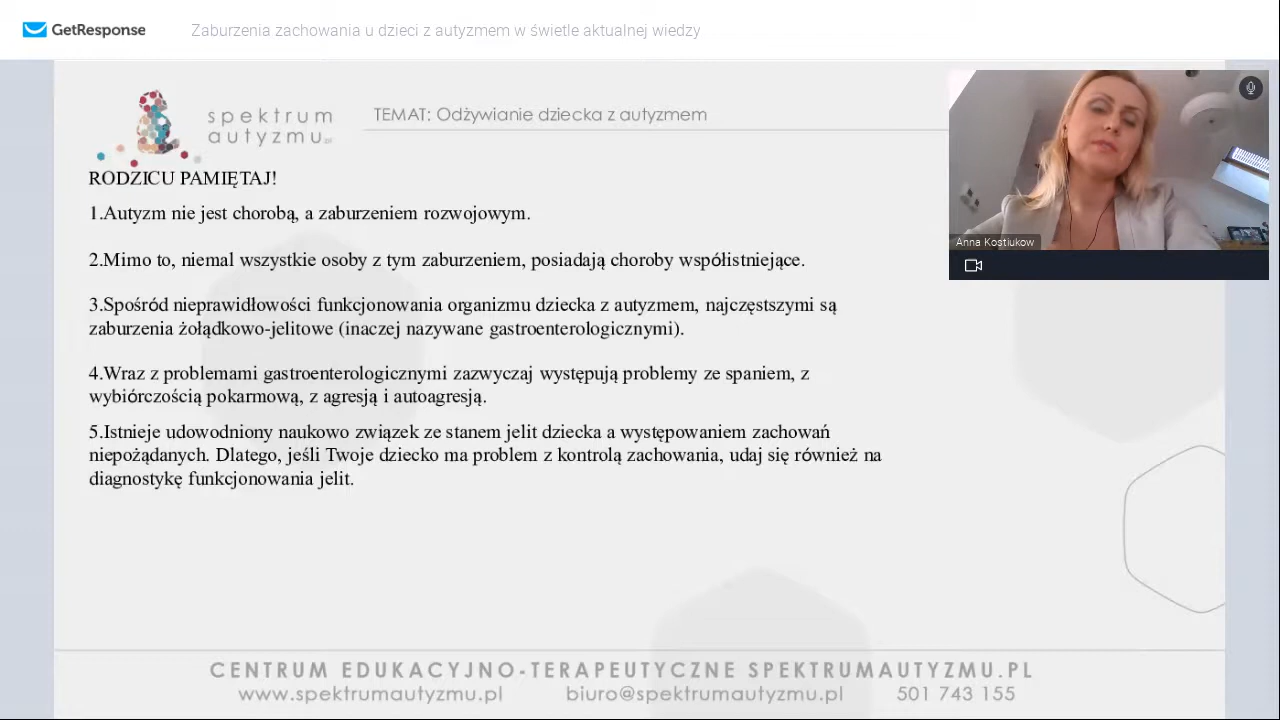 GetResponse
Zaburzenia zachowania u dzieci z autyzmem w świetle aktualnej wiedzy
spektrum
autyzmu.pl
TEMAT: Odżywianie dziecka z autyzmem
Anna Kostiukow
RODZICU PAMIĘTAJ!
1.Autyzm nie jest chorobą, a zaburzeniem rozwojowym.
2.Mimo to, niemal wszystkie osoby z tym zaburzeniem, posiadają choroby współistniejące.
3.Spośród nieprawidłowości funkcjonowania organizmu dziecka z autyzmem, najczęstszymi są
zaburzenia żołądkowo-jelitowe (inaczej nazywane gastroenterologicznymi).
4.Wraz z problemami gastroenterologicznymi zazwyczaj występują problemy ze spaniem, z
wybiórczością pokarmową, z agresją i autoagresją.
5.Istnieje udowodniony naukowo związek ze stanem jelit dziecka a występowaniem zachowań
niepożądanych. Dlatego, jeśli Twoje dziecko ma problem z kontrolą zachowania, udaj się również na
diagnostykę funkcjonowania jelit.
CENTRUM EDUKACYJNO-TERAPEUTYCZNE SPEKTRUMAUTYZMU.PL
www.spektrumautyzmu.pl biuro@spektrumautyzmu.pl 501 743 155